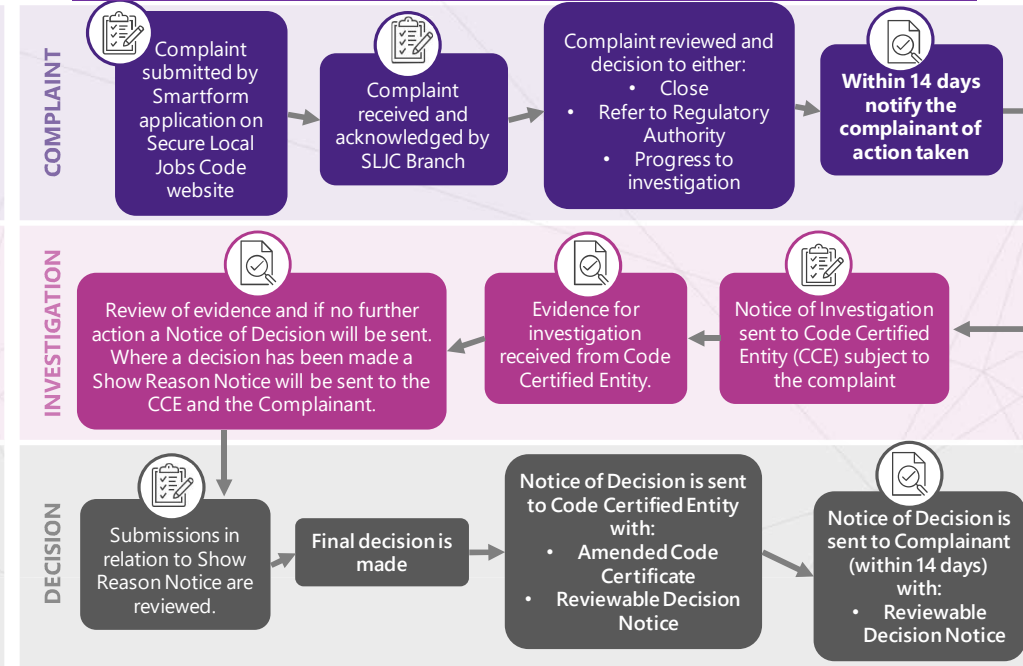 COMPLAINT
Complaint
submitted by
Smartform
application on
Secure Local
Jobs Code
website
Complaint
received and
acknowledged by
SLJC Branch
Complaint reviewed and
decision to either:
• Close
• Refer to Regulatory
Authority
• Progress to
investigation
Within 14 days
notify the
complainant of
action taken
INVESTIGATION
Review of evidence and if no further
action a Notice of Decision will be sent.
Where a decision has been made a
Show Reason Notice will be sent to the
CCE and the Complainant.
Evidence for
investigation
received from Code
Certified Entity.
Notice of Investigation
sent to Code Certified
Entity (CCE) subject to
the complaint
DECISION
Submissions in
relation to Show
Reason Notice are
reviewed.
Final decision is
made
Notice of Decision is sent
to Code Certified Entity
with:
• Amended Code
Certificate
• Reviewable Decision
Notice
Notice of Decision is
sent to Complainant
(within 14 days)
with:
• Reviewable
Decision Notice